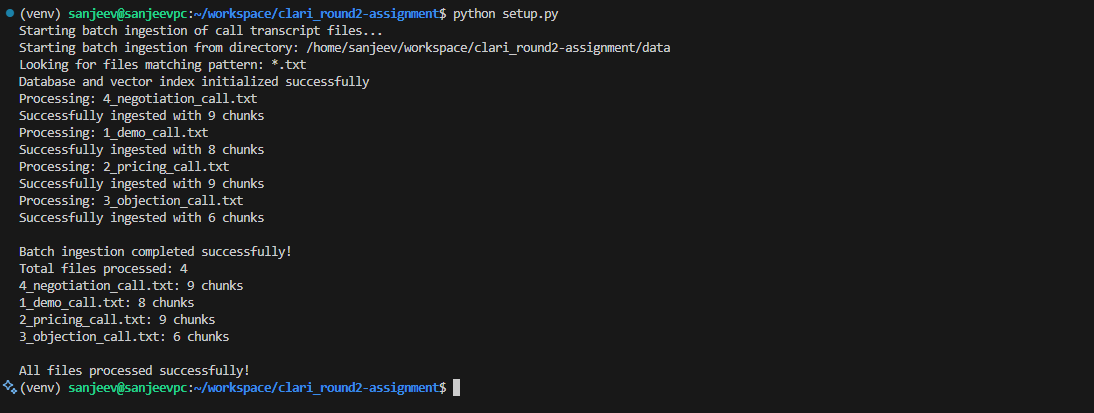 (venv) sanjeev@sanjeevpc:~/workspace/clari_round2-assignment$ python setup.py
Starting batch ingestion of call transcript files...
Starting batch ingestion from directory: /home/sanjeev/workspace/clari_round2-assignment/data
Looking for files matching pattern: *.txt
Database and vector index initialized successfully
Processing: 4_negotiation_call.txt
Successfully ingested with 9 chunks
Processing: 1_demo_call.txt
Successfully ingested with 8 chunks
Processing: 2_pricing_call.txt
Successfully ingested with 9 chunks
Processing: 3_objection_call.txt
Successfully ingested with 6 chunks
Batch ingestion completed successfully!
Total files processed: 4
4_negotiation_call.txt: 9 chunks
1_demo_call.txt: 8 chunks
2_pricing_call.txt: 9 chunks
3_objection_call.txt: 6 chunks
All files processed successfully!
(venv) sanjeev@sanjeevpc:~/workspace/clari_round2-assignment$